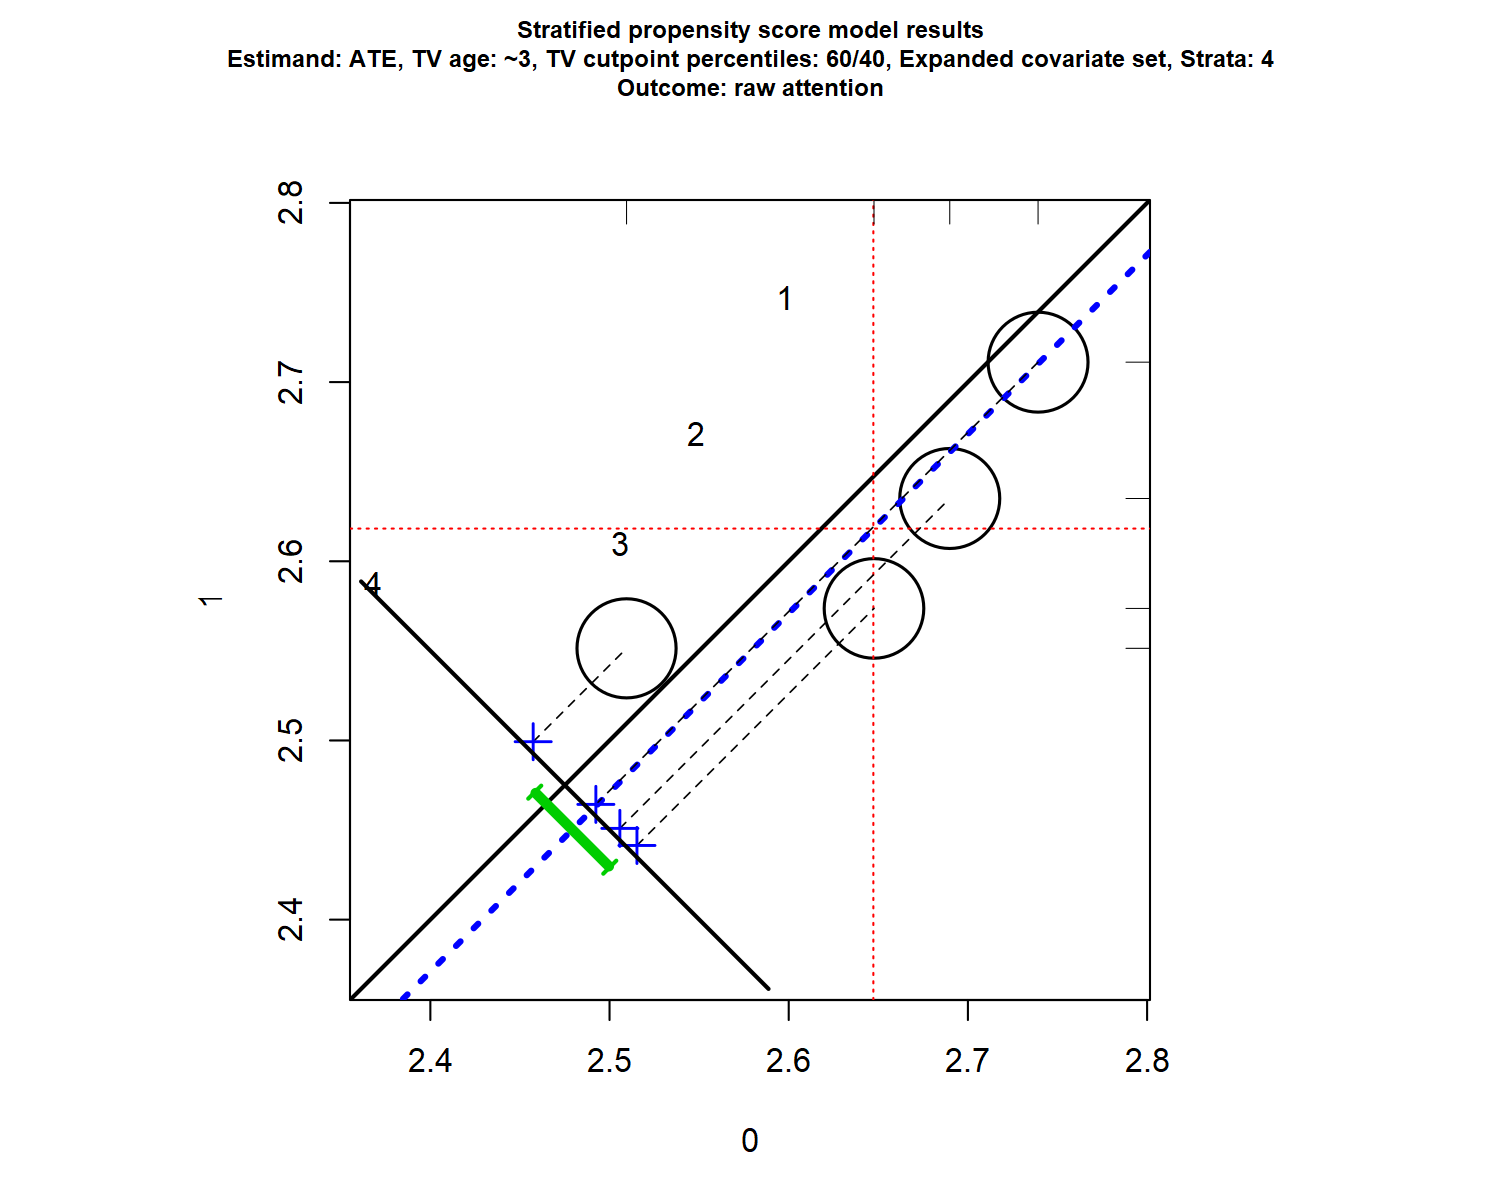 Stratified propensity score model results
Estimand: ATE, TV age: ~3, TV cutpoint percentiles: 60/40, Expanded covariate set, Strata: 4
Outcome: raw attention
2.8
2.7
2.6
2.5
2.4
1
1
2
3
4
2.4 2.5 2.6 2.7 2.8
0